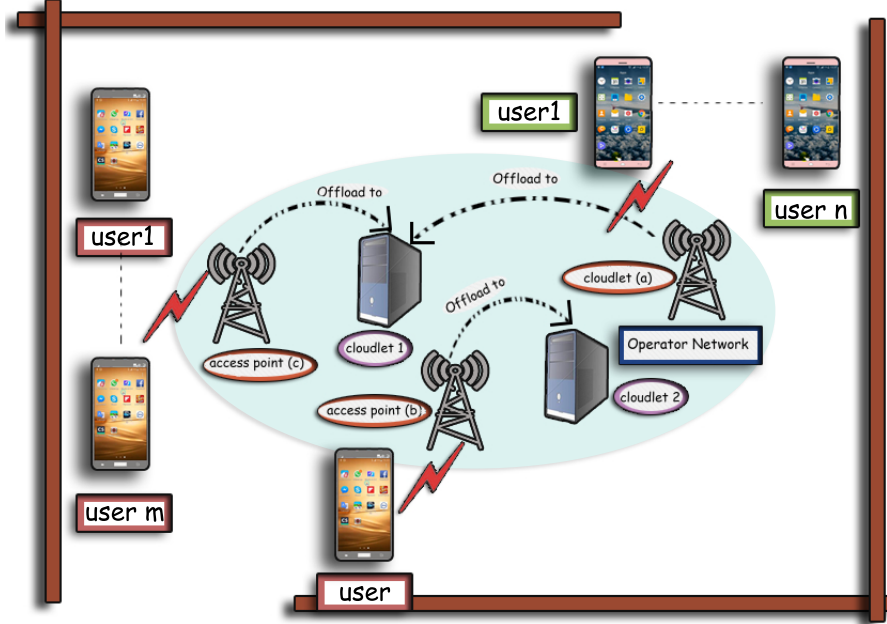 user1
user n
user1
Offload to
Offload to
cloudlet (a)
Offload to
Operator Network
cloudlet 1
access point (c)
access point (b)
cloudlet 2
user m
user